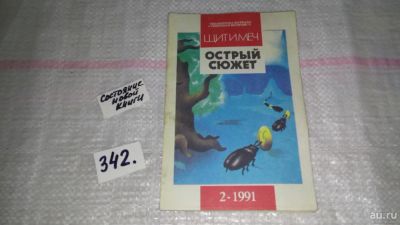 ЩИТ И МЕЧ
ОСТРЫЙ
СЮЖЕТ
СОСТОЯНИЕ
НОВОЙ
КНИГИ
342.
2-1991
au.ru